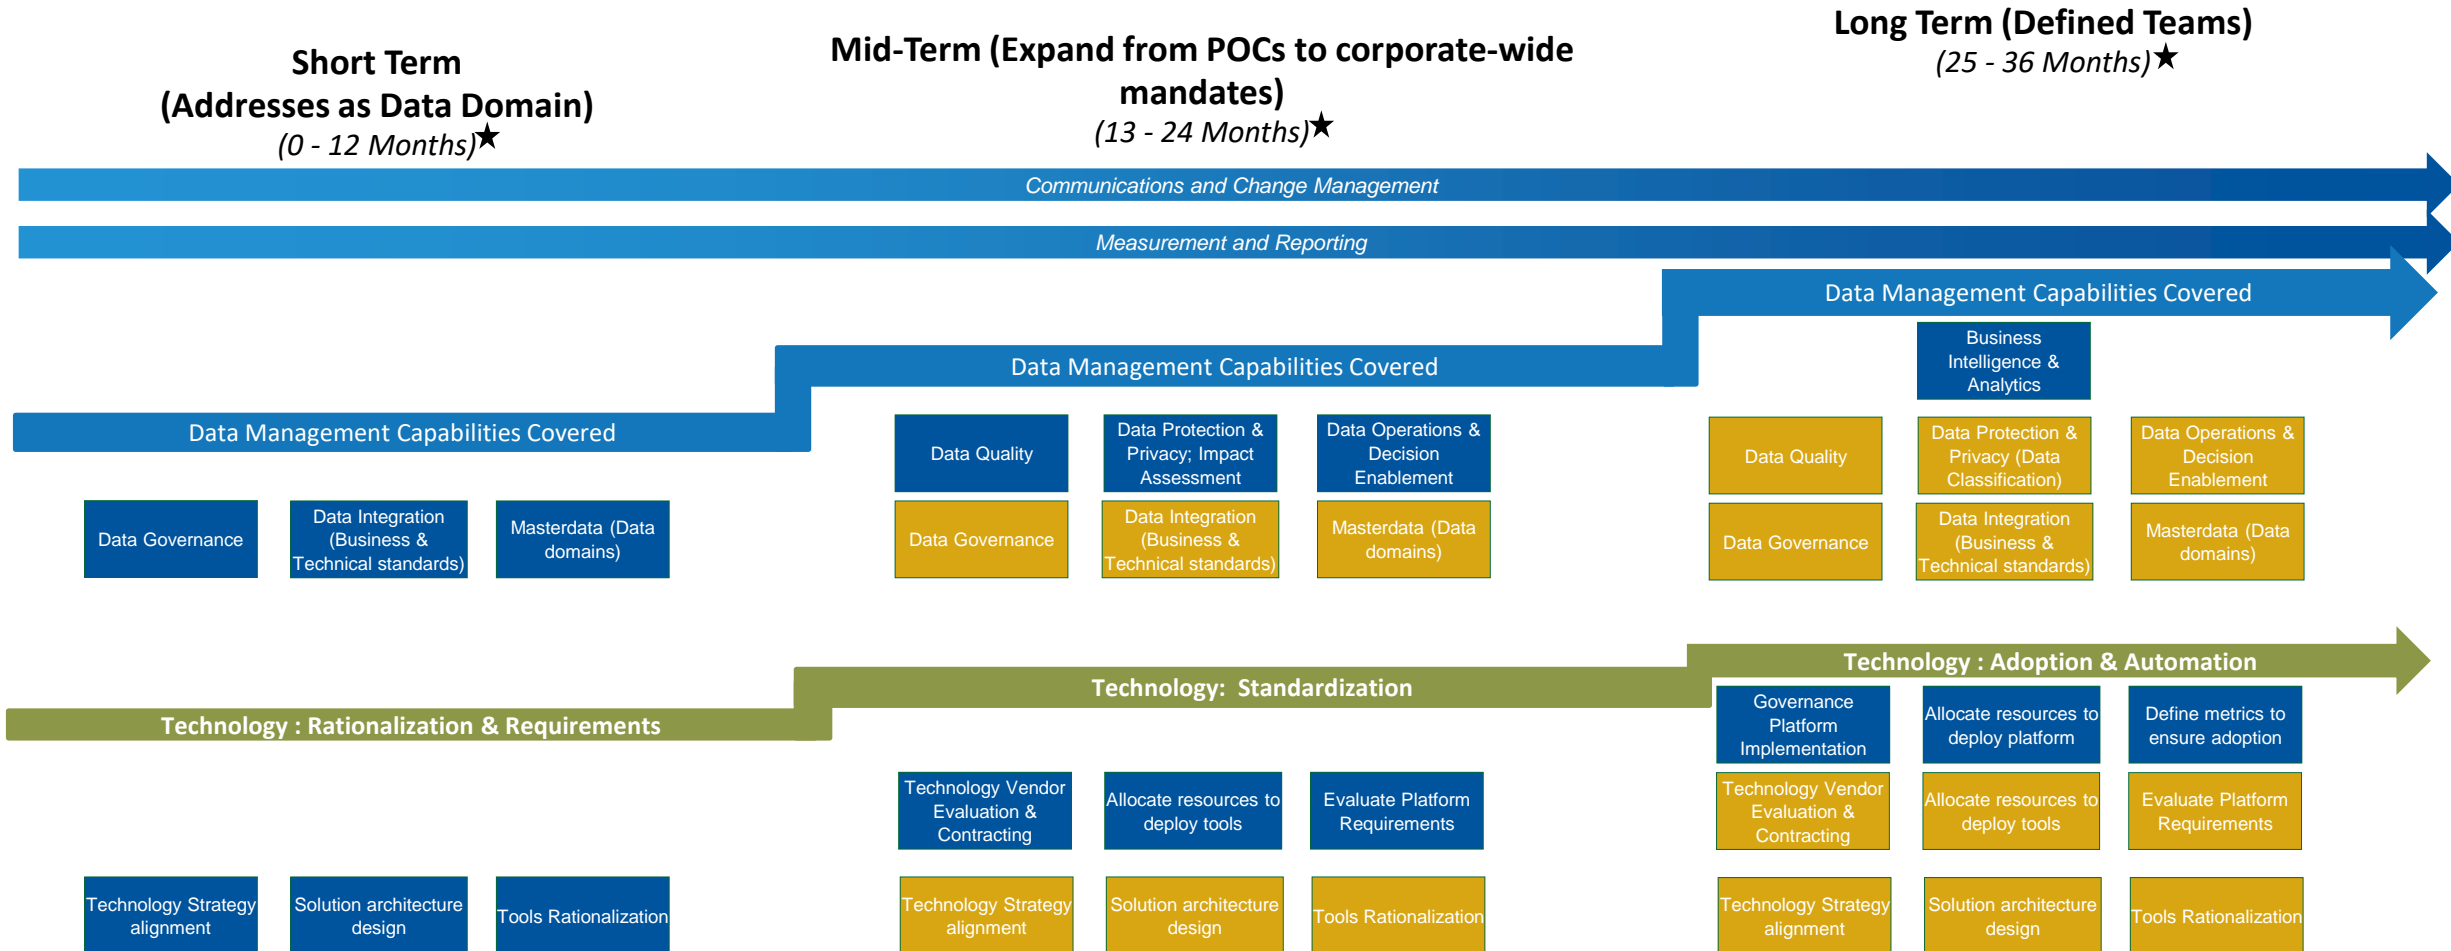 Short Term
(Addresses as Data Domain)
(0 - 12 Months)★
Mid-Term (Expand from POCs to corporate-wide
mandates)
(13 - 24 Months)★
Long Term (Defined Teams)
(25 - 36 Months)★
Communications and Change Management
Measurement and Reporting
Data Management Capabilities Covered
Data Governance
Data Integration
(Business &
Technical standards)
Masterdata (Data
domains)
Data Management Capabilities Covered
Data Quality
Data Protection &
Privacy; Impact
Assessment
Data Operations &
Decision
Enablement
Data Governance
Data Integration
(Business &
Technical standards)
Masterdata (Data
domains)
Data Management Capabilities Covered
Business
Intelligence &
Analytics
Data Quality
Data Protection &
Privacy (Data
Classification)
Data Operations &
Decision
Enablement
Data Governance
Data Integration
(Business &
Technical standards)
Masterdata (Data
domains)
Technology : Rationalization & Requirements
Technology Strategy
alignment
Solution architecture
design
Tools Rationalization
Technology:  Standardization
Technology Vendor
Evaluation &
Contracting
Allocate resources to
deploy tools
Evaluate Platform
Requirements
Technology Strategy
alignment
Solution architecture
design
Tools Rationalization
Technology : Adoption & Automation
Governance
Platform
Implementation
Allocate resources to
deploy platform
Define metrics to
ensure adoption
Technology Vendor
Evaluation &
Contracting
Allocate resources to
deploy tools
Evaluate Platform
Requirements
Technology Strategy
alignment
Solution architecture
design
Tools Rationalization